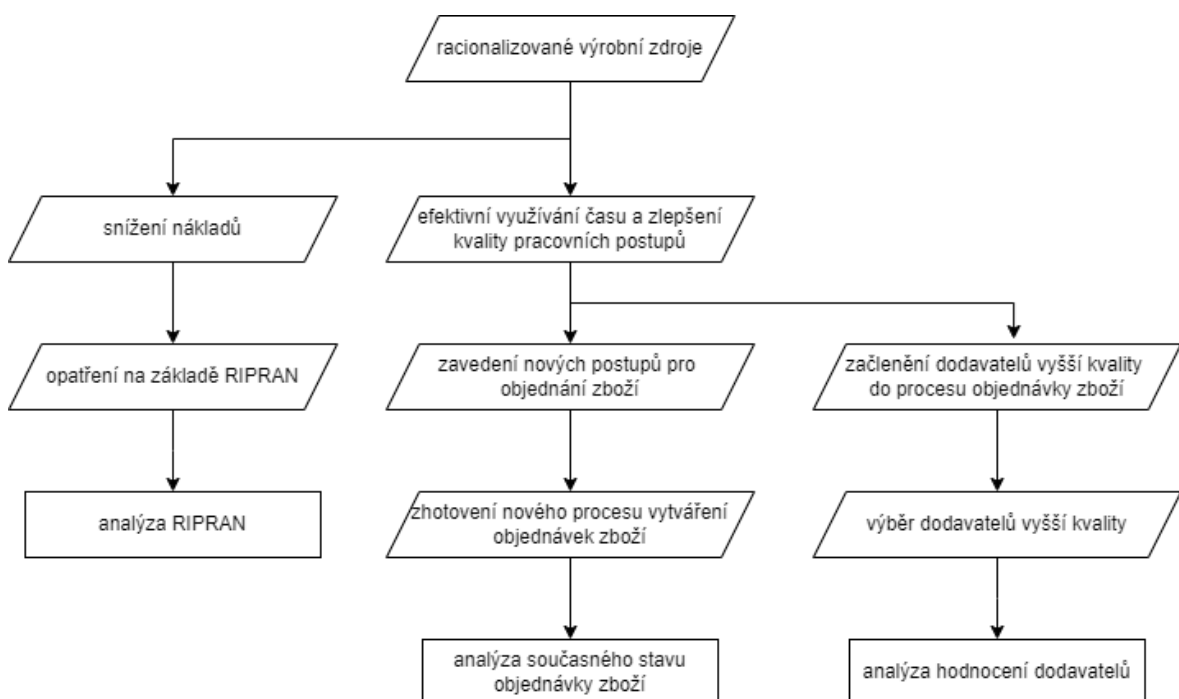 racionalizované výrobní zdroje
snížení nákladů
efektivní využívání času a zlepšení
kvality pracovních postupů
opatření na základě RIPRAN
zavedení nových postupů pro
objednání zboží
začlenění dodavatelů vyšší kvality
do procesu objednávky zboží
analýza RIPRAN
zhotovení nového procesu vytváření
objednávek zboží
výběr dodavatelů vyšší kvality
analýza současného stavu
objednávky zboží
analýza hodnocení dodavatelů